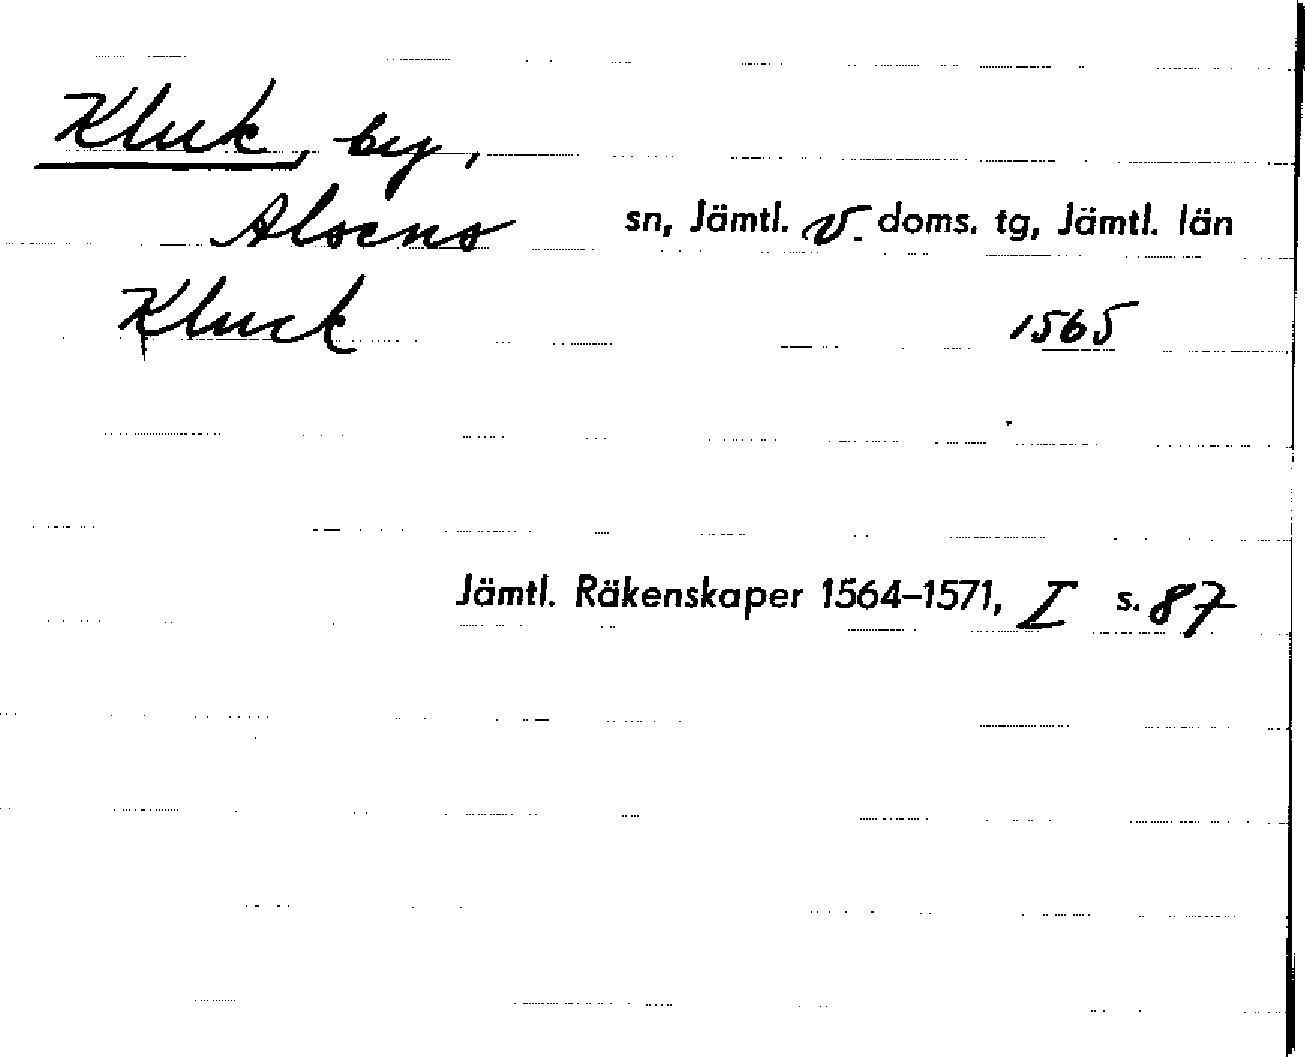 Kluk, by,
Alsens sn, Jämtl. v. doms. tg, Jämtl. län
Kluck 1565
Jämtl. Räkenskaper 1564–1571, I s. 87